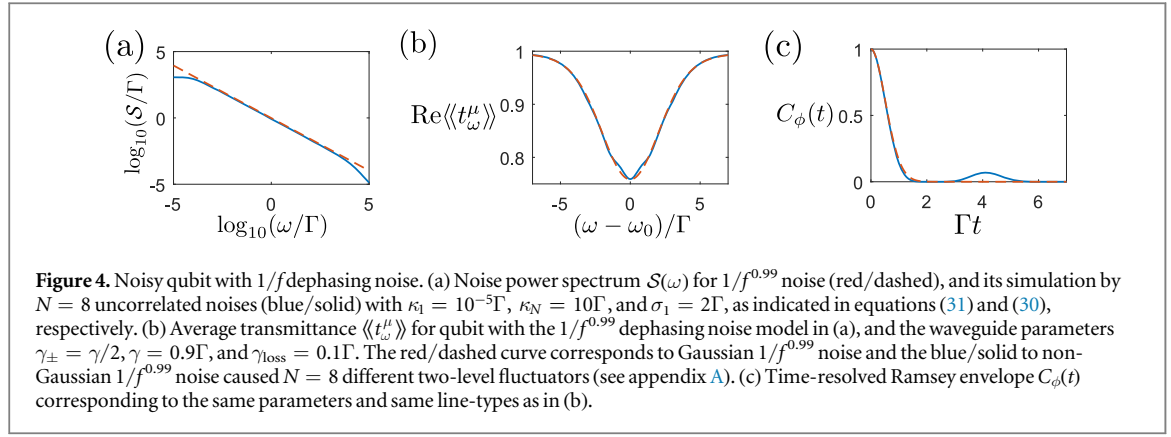 (a)
5
0
-5
log₁₀(𝒮/Γ)
-5
0
5
log₁₀(ω/Γ)
(b)
1
0.9
0.8
Re⟨⟨t_ω^μ⟩⟩
-5
0
5
(ω − ω₀)/Γ
(c)
1
0.5
0
C_ϕ(t)
0
2
4
6
Γt
Figure 4. Noisy qubit with 1/f dephasing noise. (a) Noise power spectrum 𝒮(ω) for 1/f^0.99 noise (red/dashed), and its simulation by
N = 8 uncorrelated noises (blue/solid) with κ₁ = 10⁻⁵Γ, κ_N = 10Γ, and σ₁ = 2Γ, as indicated in equations (31) and (30),
respectively. (b) Average transmittance ⟨⟨t_ω^μ⟩⟩ for qubit with the 1/f^0.99 dephasing noise model in (a), and the waveguide parameters
γ± = γ/2, γ = 0.9Γ, and γ_loss = 0.1Γ. The red/dashed curve corresponds to Gaussian 1/f^0.99 noise and the blue/solid to non-
Gaussian 1/f^0.99 noise caused N = 8 different two-level fluctuators (see appendix A). (c) Time-resolved Ramsey envelope C_ϕ(t)
corresponding to the same parameters and same line-types as in (b).